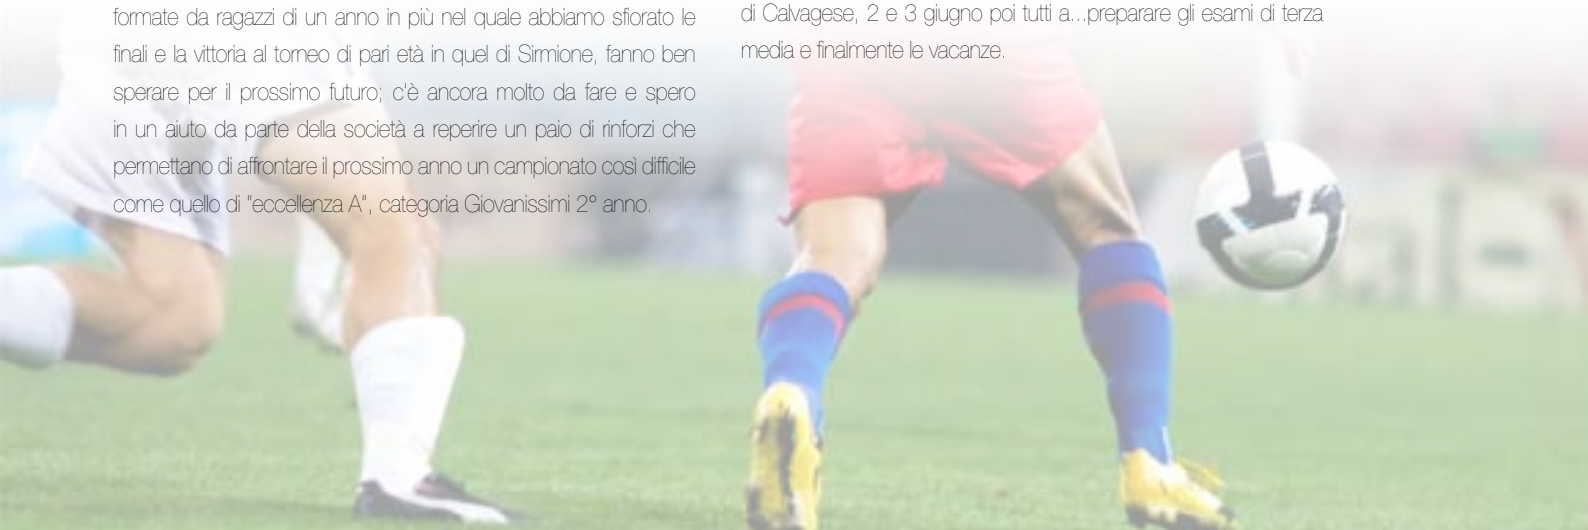 formate da ragazzi di un anno in più nel quale abbiamo sfiorato le
finali e la vittoria al torneo di pari età in quel di Sirmione, fanno ben
sperare per il prossimo futuro; c'è ancora molto da fare e spero
in un aiuto da parte della società a reperire un paio di rinforzi che
permettano di affrontare il prossimo anno un campionato così difficile
come quello di "eccellenza A", categoria Giovanissimi 2° anno.
di Calvagese, 2 e 3 giugno poi tutti a...preparare gli esami di terza
media e finalmente le vacanze.